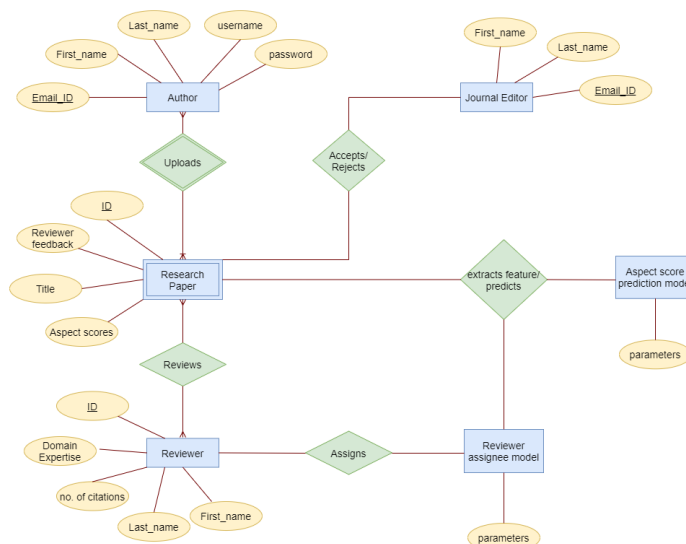 Last_name
username
First_name
First_name
password
Last_name
Email_ID
Author
Journal Editor
Email_ID
Uploads
Accepts/
Rejects
ID
Reviewer
feedback
Research
Paper
extracts feature/
predicts
Aspect score
prediction model
Title
Aspect scores
parameters
Reviews
ID
Domain
Expertise
Reviewer
Assigns
Reviewer
assignee model
no. of citations
First_name
Last_name
parameters